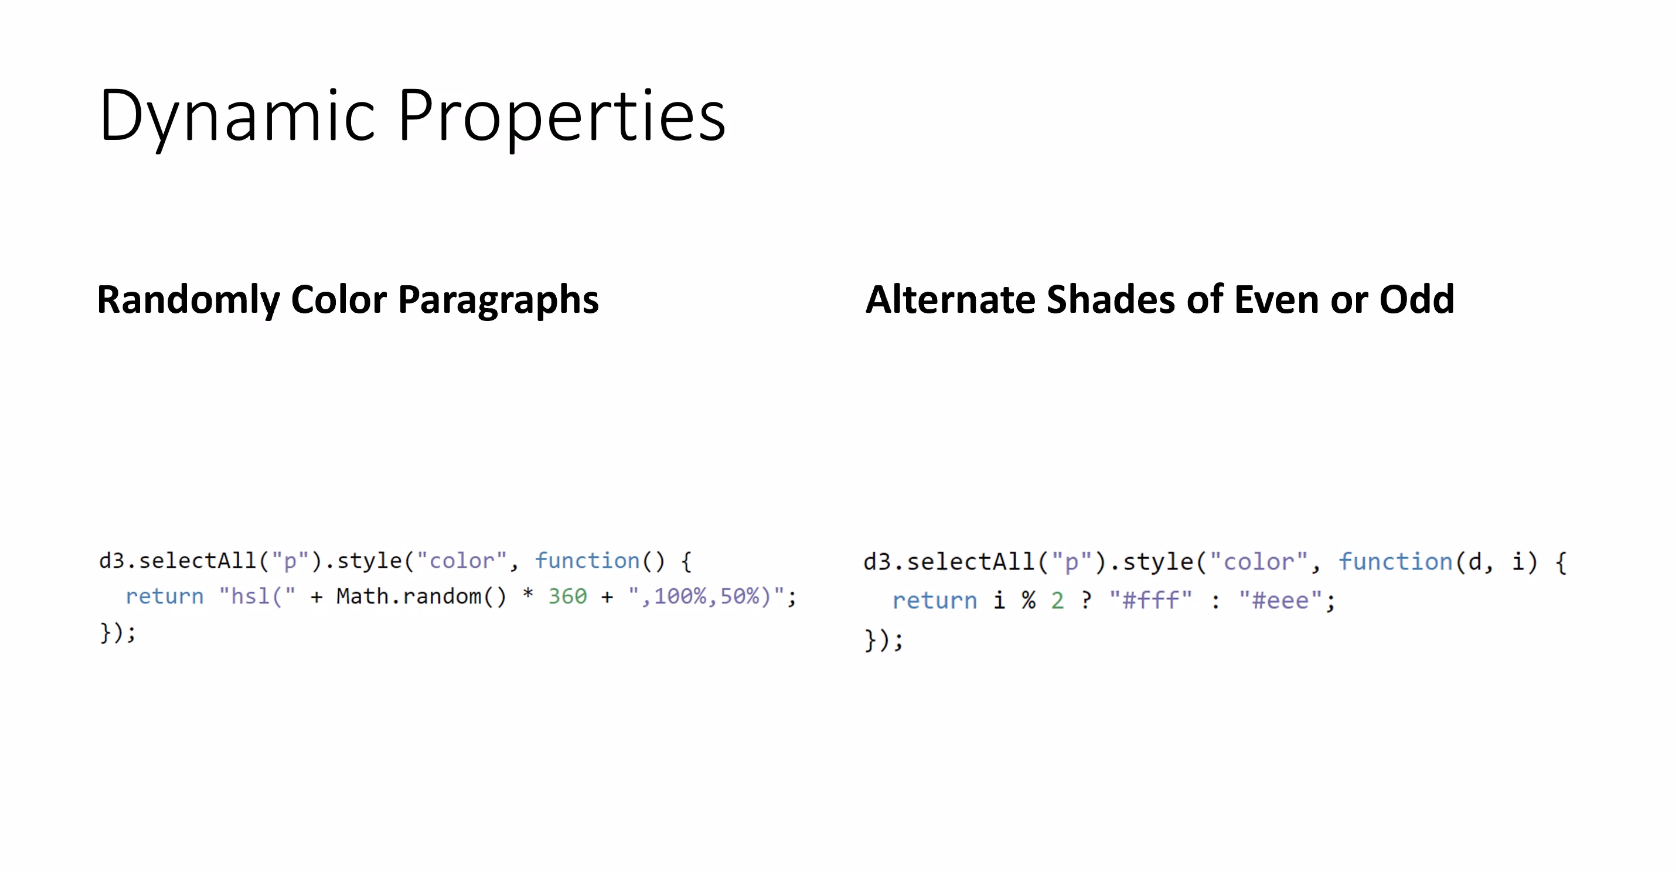 Dynamic Properties
Randomly Color Paragraphs
d3.selectAll("p").style("color", function() {
  return "hsl(" + Math.random() * 360 + ",100%,50%)";
});
Alternate Shades of Even or Odd
d3.selectAll("p").style("color", function(d, i) {
  return i % 2 ? "#fff" : "#eee";
});